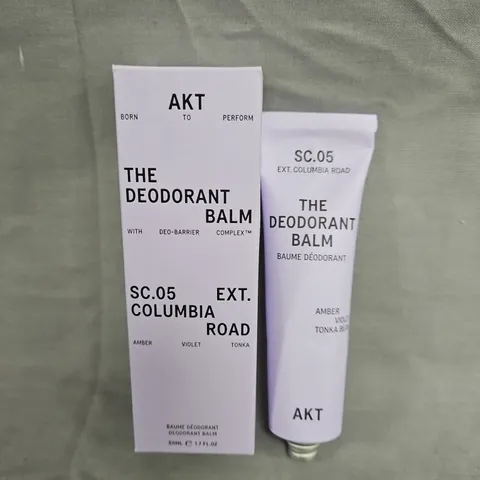 AKT
BORN TO PERFORM
THE
DEODORANT
BALM
WITH DEO-BARRIER COMPLEX™
SC.05 EXT.
COLUMBIA
ROAD
AMBER VIOLET TONKA
BAUME DÉODORANT
DEODORANT BALM
50ML ℮ 1.7 FL.OZ
SC.05
EXT. COLUMBIA ROAD
THE
DEODORANT
BALM
BAUME DÉODORANT
AMBER
VIOLET
TONKA
AKT